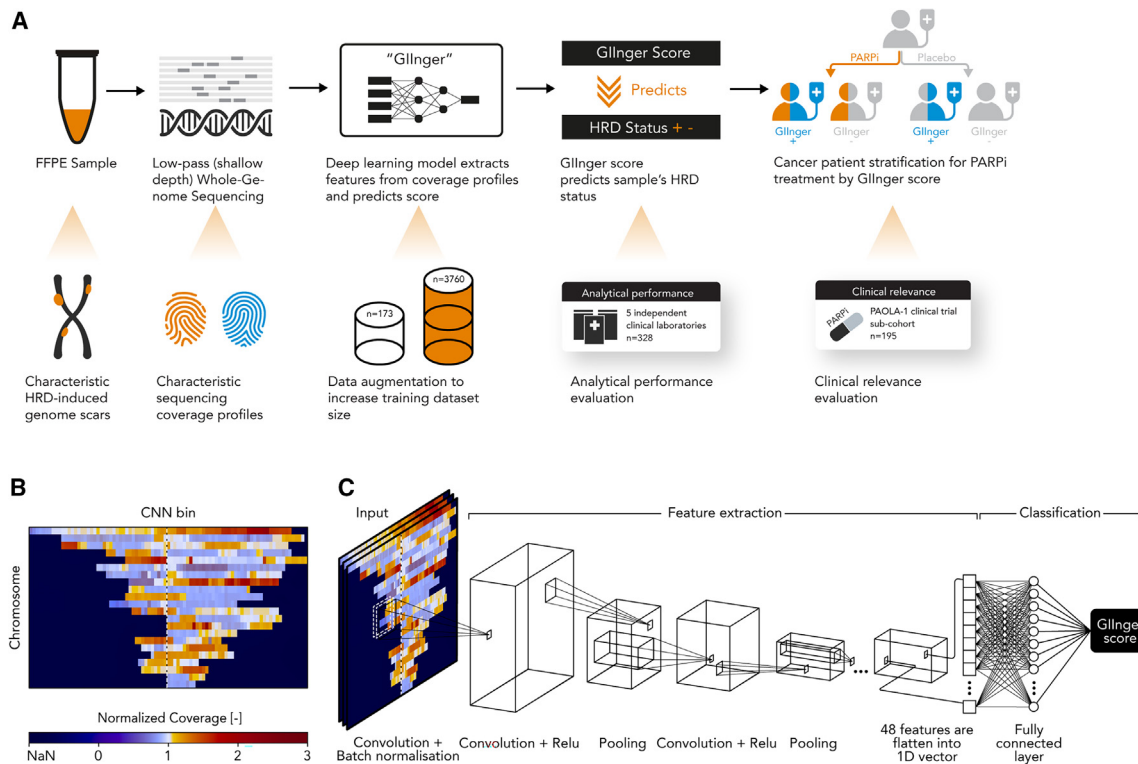 A
FFPE Sample
Low-pass (shallow
depth) Whole-Ge-
nome Sequencing
"GIInger"
Deep learning model extracts
features from coverage profiles
and predicts score
GIInger Score
Predicts
HRD Status + -
GIInger score
predicts sample's HRD
status
PARPi
Placebo
GIInger
+
GIInger
-
GIInger
+
GIInger
-
Cancer patient stratification for PARPi
treatment by GIInger score
Characteristic
HRD-induced
genome scars
Characteristic
sequencing
coverage profiles
n=173
n=3760
Data augmentation to
increase training dataset
size
Analytical performance
5 independent
clinical laboratories
n=328
Analytical performance
evaluation
Clinical relevance
PARPi
PAOLA-1 clinical trial
sub-cohort
n=195
Clinical relevance
evaluation
B
CNN bin
Chromosome
Normalized Coverage [-]
NaN 0 1 2 3
C
Input
Feature extraction
Classification
GIInge
score
Convolution +
Batch normalisation
Convolution + Relu
Pooling
Convolution + Relu
Pooling
48 features are
flatten into
1D vector
Fully
connected
layer